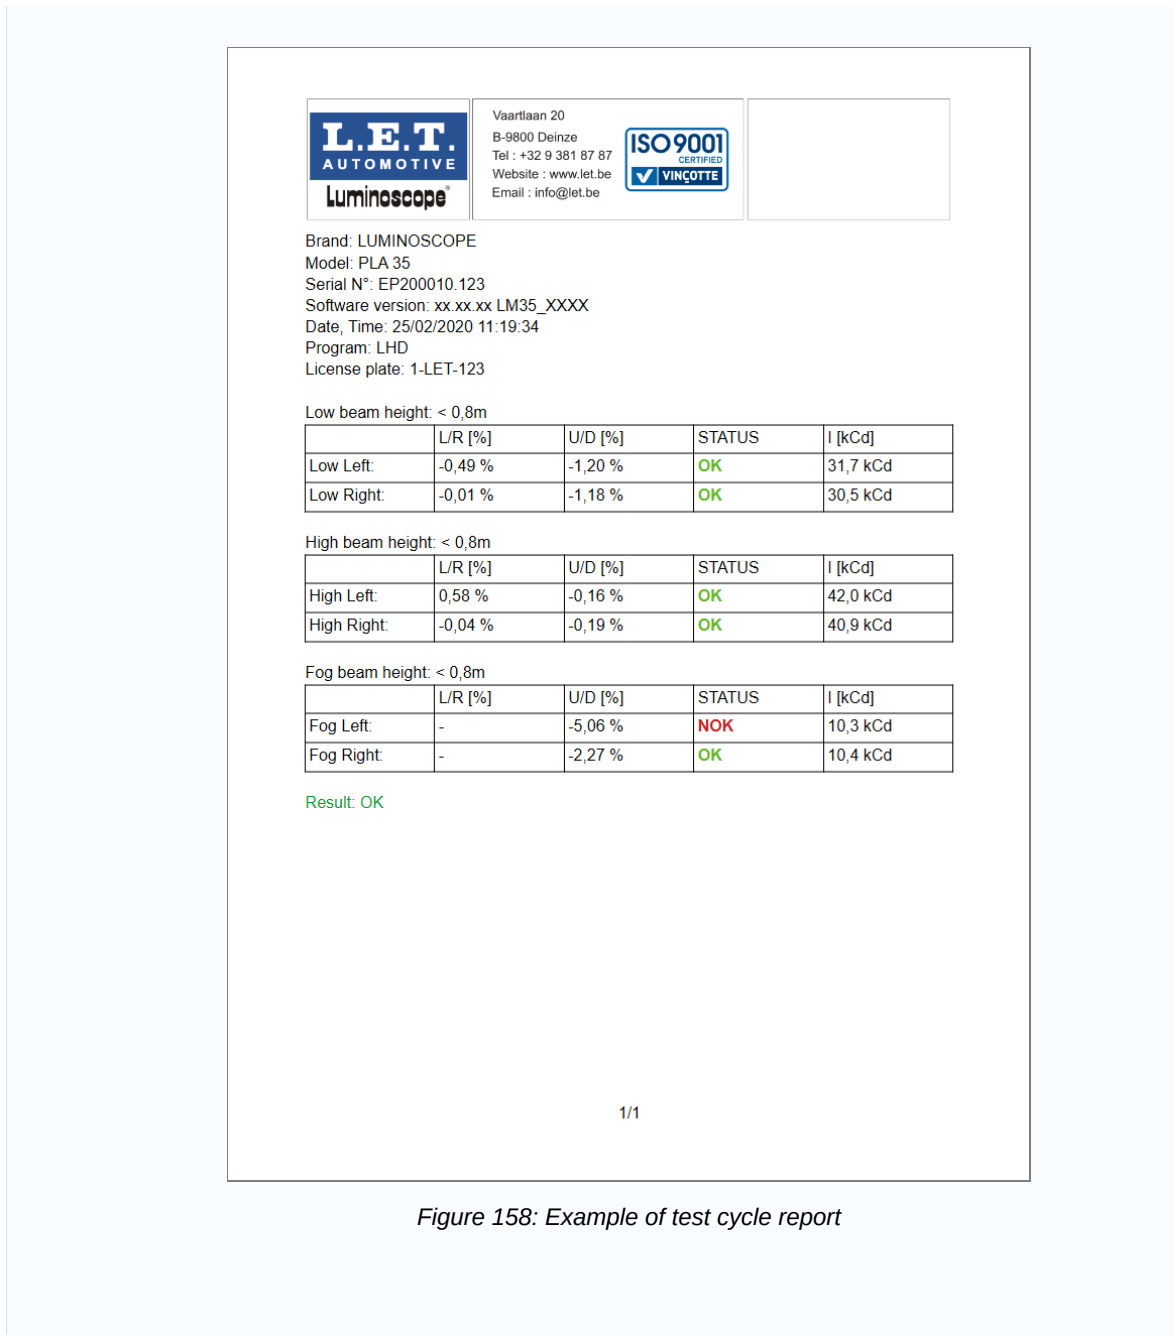 L.E.T.
AUTOMOTIVE
Luminoscope®
Vaartlaan 20
B-9800 Deinze
Tel : +32 9 381 87 87
Website : www.let.be
Email : info@let.be
ISO 9001
CERTIFIED
VINÇOTTE
Brand: LUMINOSCOPE
Model: PLA 35
Serial N°: EP200010.123
Software version: xx.xx.xx LM35_XXXX
Date, Time: 25/02/2020 11:19:34
Program: LHD
License plate: 1-LET-123
Low beam height: < 0,8m
L/R [%] U/D [%] STATUS I [kCd]
Low Left: -0,49 % -1,20 % OK 31,7 kCd
Low Right: -0,01 % -1,18 % OK 30,5 kCd
High beam height: < 0,8m
L/R [%] U/D [%] STATUS I [kCd]
High Left: 0,58 % -0,16 % OK 42,0 kCd
High Right: -0,04 % -0,19 % OK 40,9 kCd
Fog beam height: < 0,8m
L/R [%] U/D [%] STATUS I [kCd]
Fog Left: - -5,06 % NOK 10,3 kCd
Fog Right: - -2,27 % OK 10,4 kCd
Result: OK
1/1
Figure 158: Example of test cycle report